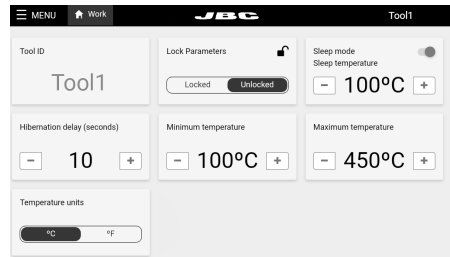 MENU Work JBC Tool1
Tool ID
Tool1
Lock Parameters
Locked Unlocked
Sleep mode
Sleep temperature
- 100ºC +
Hibernation delay (seconds)
- 10 +
Minimum temperature
- 100ºC +
Maximum temperature
- 450ºC +
Temperature units
ºC ºF